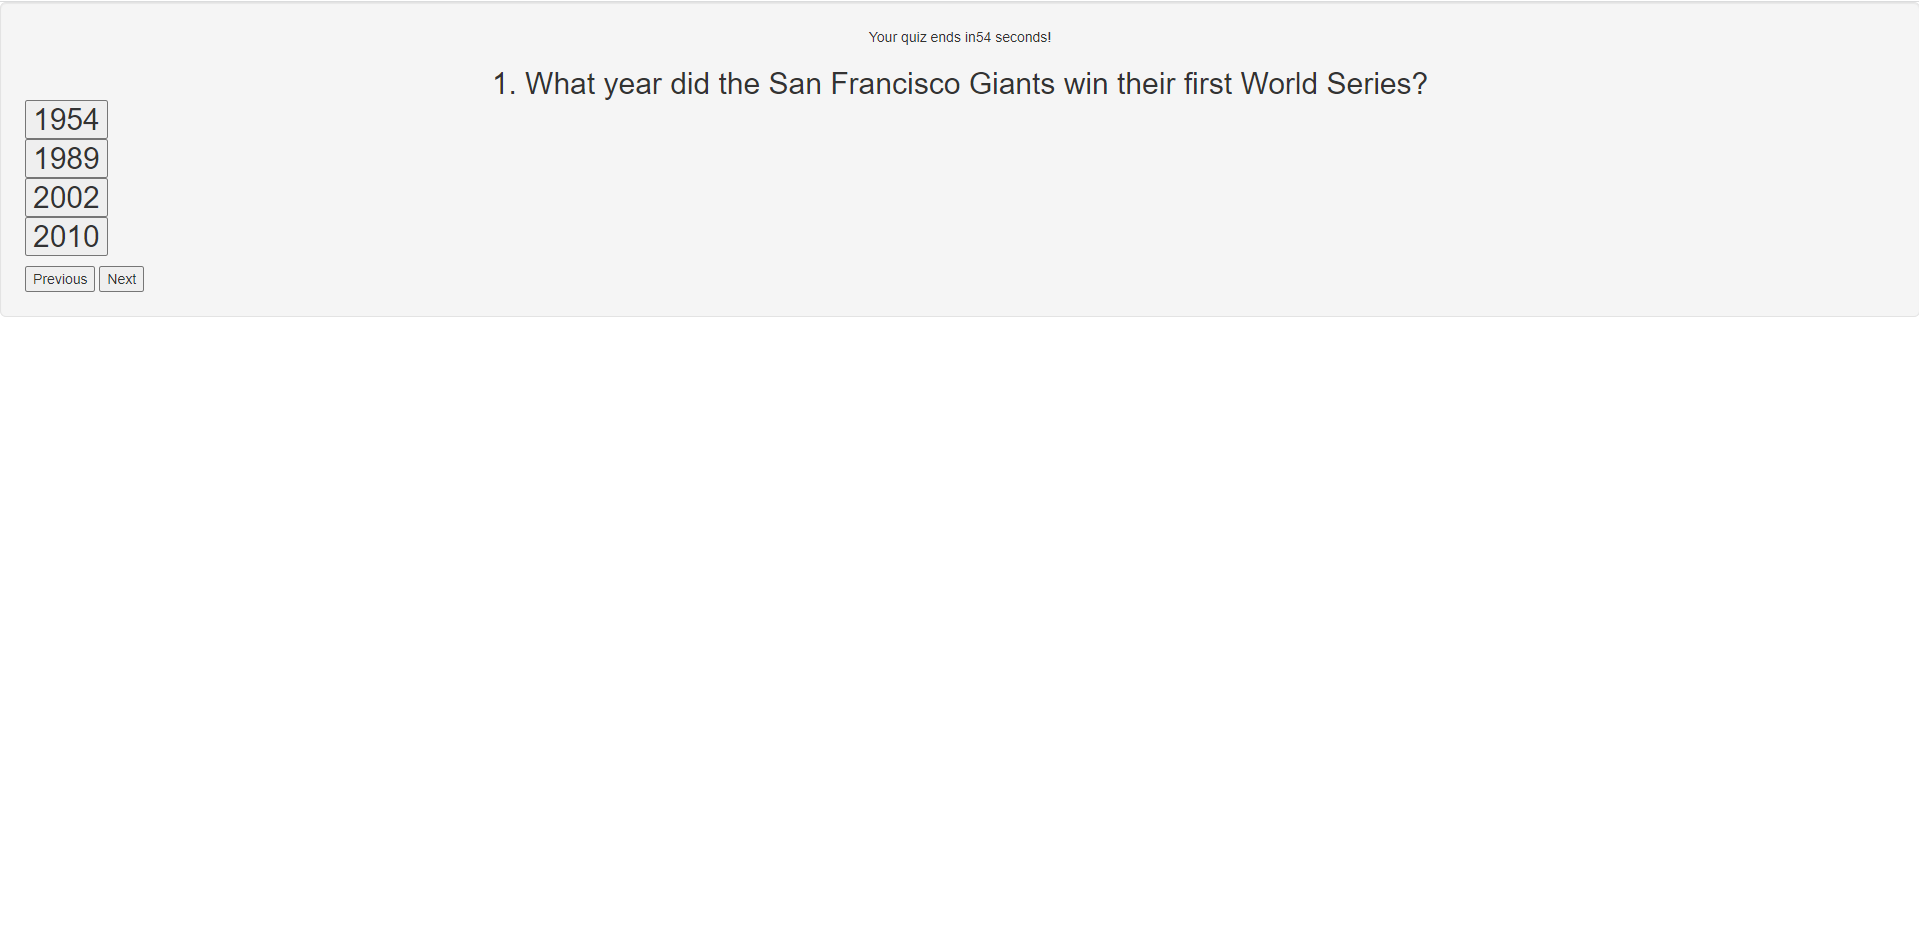 Your quiz ends in54 seconds!
1. What year did the San Francisco Giants win their first World Series?
1954
1989
2002
2010
Previous Next